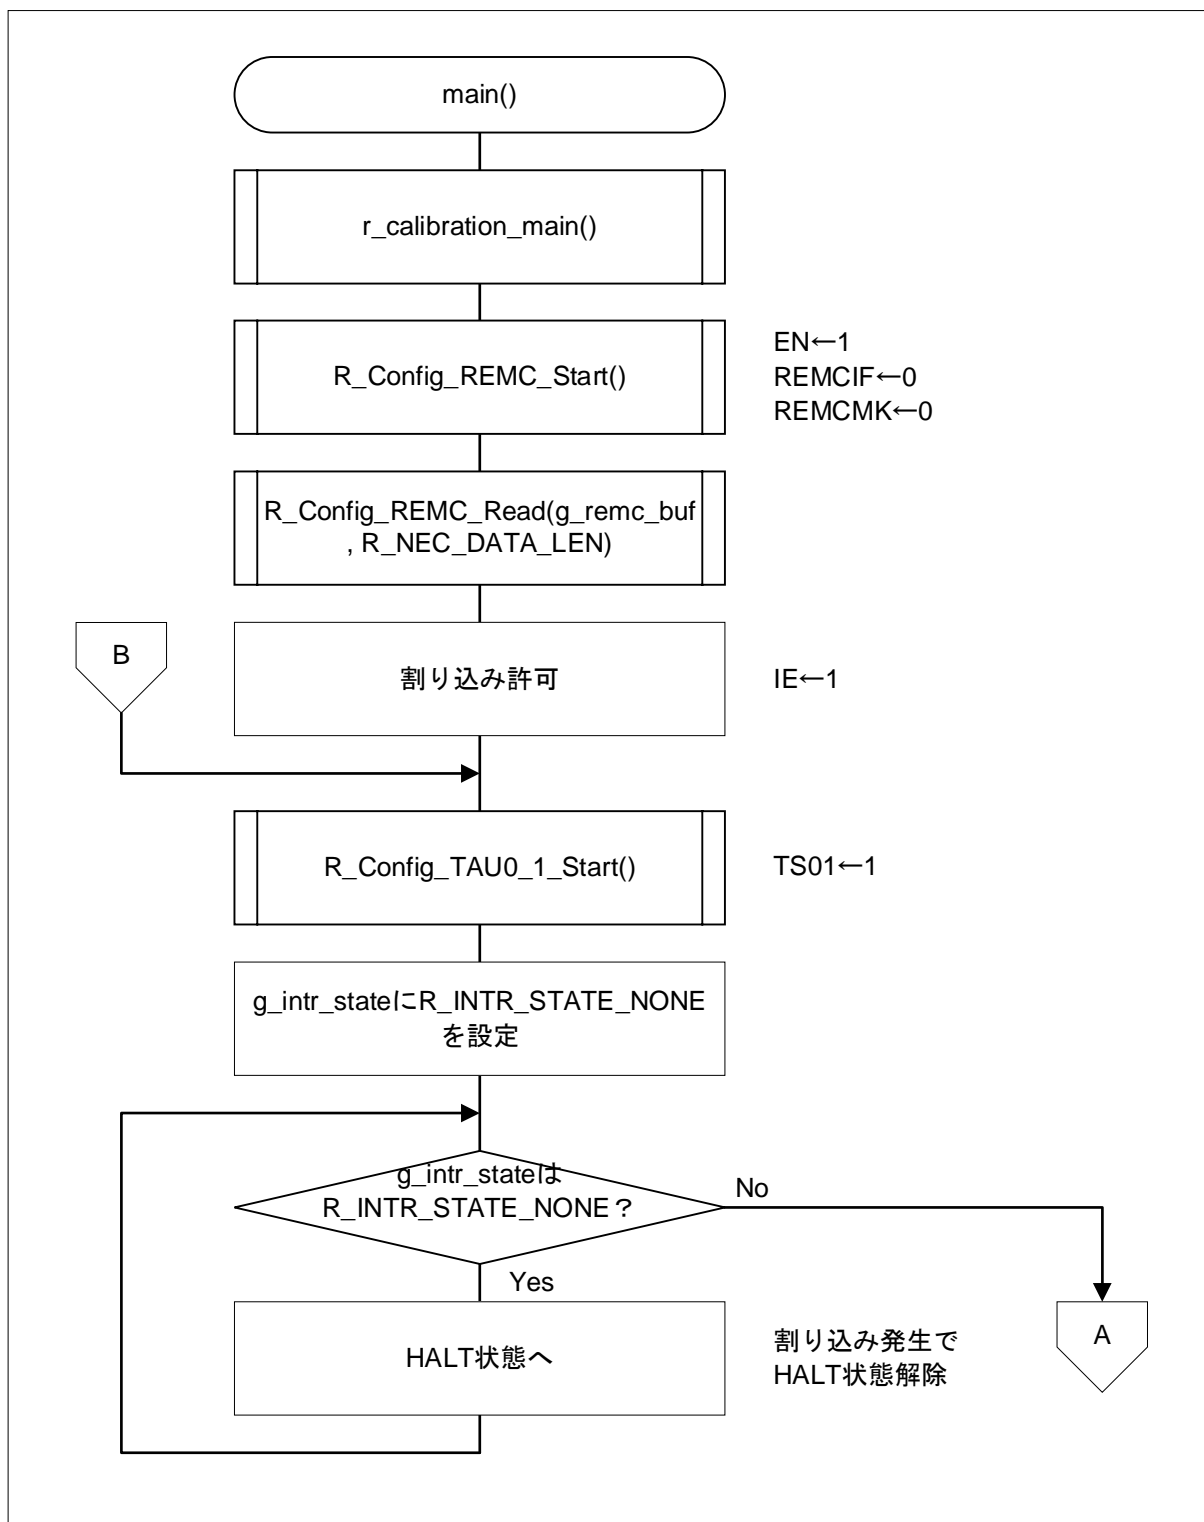 main()
r_calibration_main()
R_Config_REMC_Start()
EN←1
REMCIF←0
REMCMK←0
R_Config_REMC_Read(g_remc_buf
, R_NEC_DATA_LEN)
B
割り込み許可
IE←1
R_Config_TAU0_1_Start()
TS01←1
g_intr_stateにR_INTR_STATE_NONE
を設定
g_intr_stateは
R_INTR_STATE_NONE？
No
Yes
HALT状態へ
割り込み発生で
HALT状態解除
A